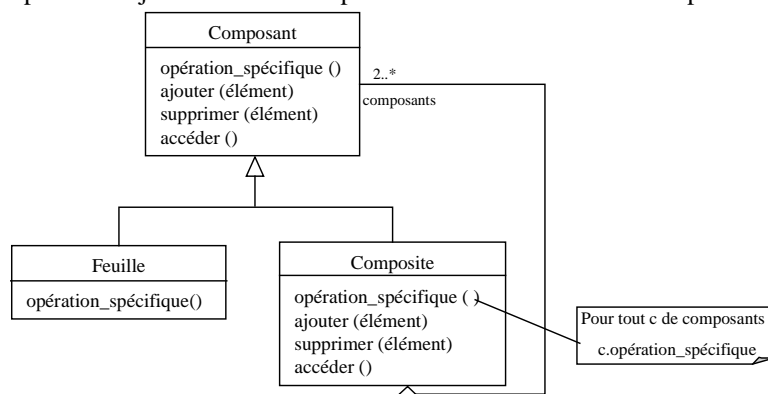 Composant
opération_spécifique ()
ajouter (élément)
supprimer (élément)
accéder ()
2..*
composants
Feuille
opération_spécifique()
Composite
opération_spécifique ( )
ajouter (élément)
supprimer (élément)
accéder ()
Pour tout c de composants
c.opération_spécifique